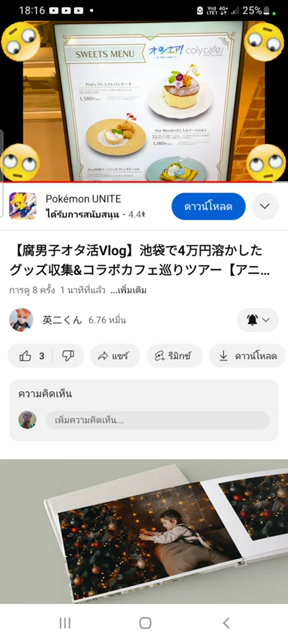 18:16
25%
SWEETS MENU
coly cafe!
Pokémon UNITE
ได้รับการสนับสนุน · 4.4
ดาวน์โหลด
【腐男子オタ活Vlog】池袋で4万円溶かした
グッズ収集&コラボカフェ巡りツアー【アニ...
การดู 8 ครั้ง 1 นาทีที่แล้ว ...เพิ่มเติม
英二くん 6.76 หมื่น
3 แชร์ รีมิกซ์ ดาวน์โหลด
ความคิดเห็น
เพิ่มความคิดเห็น...